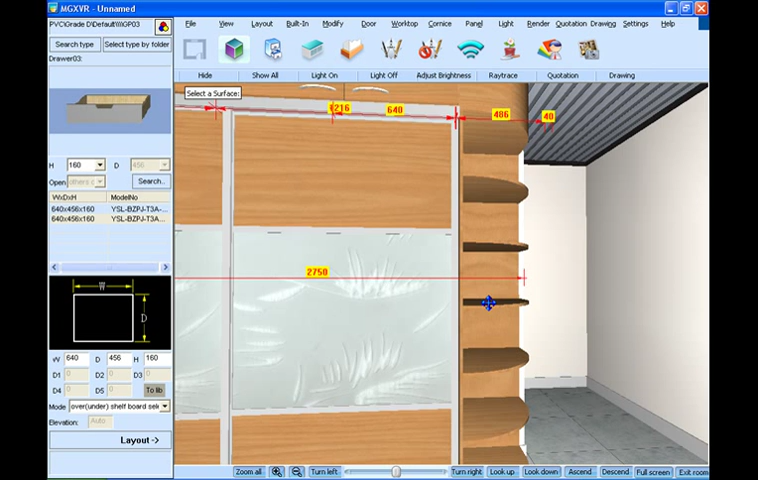 MGXVR - Unnamed
PVC\Grade D\Default\\\\GP03
File View Layout Built-In Modify Door Worktop Cornice Panel Light Render Quotation Drawing Settings Help
Search type Select type by folder
Drawer03:
Hide Show All Light On Light Off Adjust Brightness Raytrace Quotation Drawing
Select a Surface:
640 486 40
H 160 D 456
Open others Search..
WxDxH ModelNo
640x456x160 YSL-BZPJ-T3A-...
640x456x160 YSL-BZPJ-T3A...
2750
W
D
W 640 D 456 H 160
D1 0 D2 0 D3 0
D4 0 D5 0 To lib
Mode over(under) shelf board sele
Elevation: Auto
Layout ->
Zoom all Turn left Turn right Look up Look down Ascend Descend Full screen Exit room